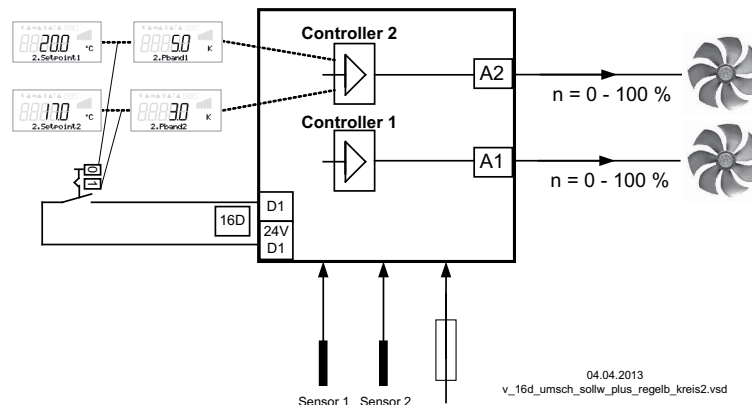 Controller 2
20.0 °C
2.Setpoint1
5.0 K
2.Pband1
A2
n = 0 - 100 %
17.0 °C
2.Setpoint2
3.0 K
2.Pband2
Controller 1
A1
n = 0 - 100 %
0
1
16D
D1
24V
D1
Sensor 1
Sensor 2
04.04.2013
v_16d_umsch_sollw_plus_regelb_kreis2.vsd